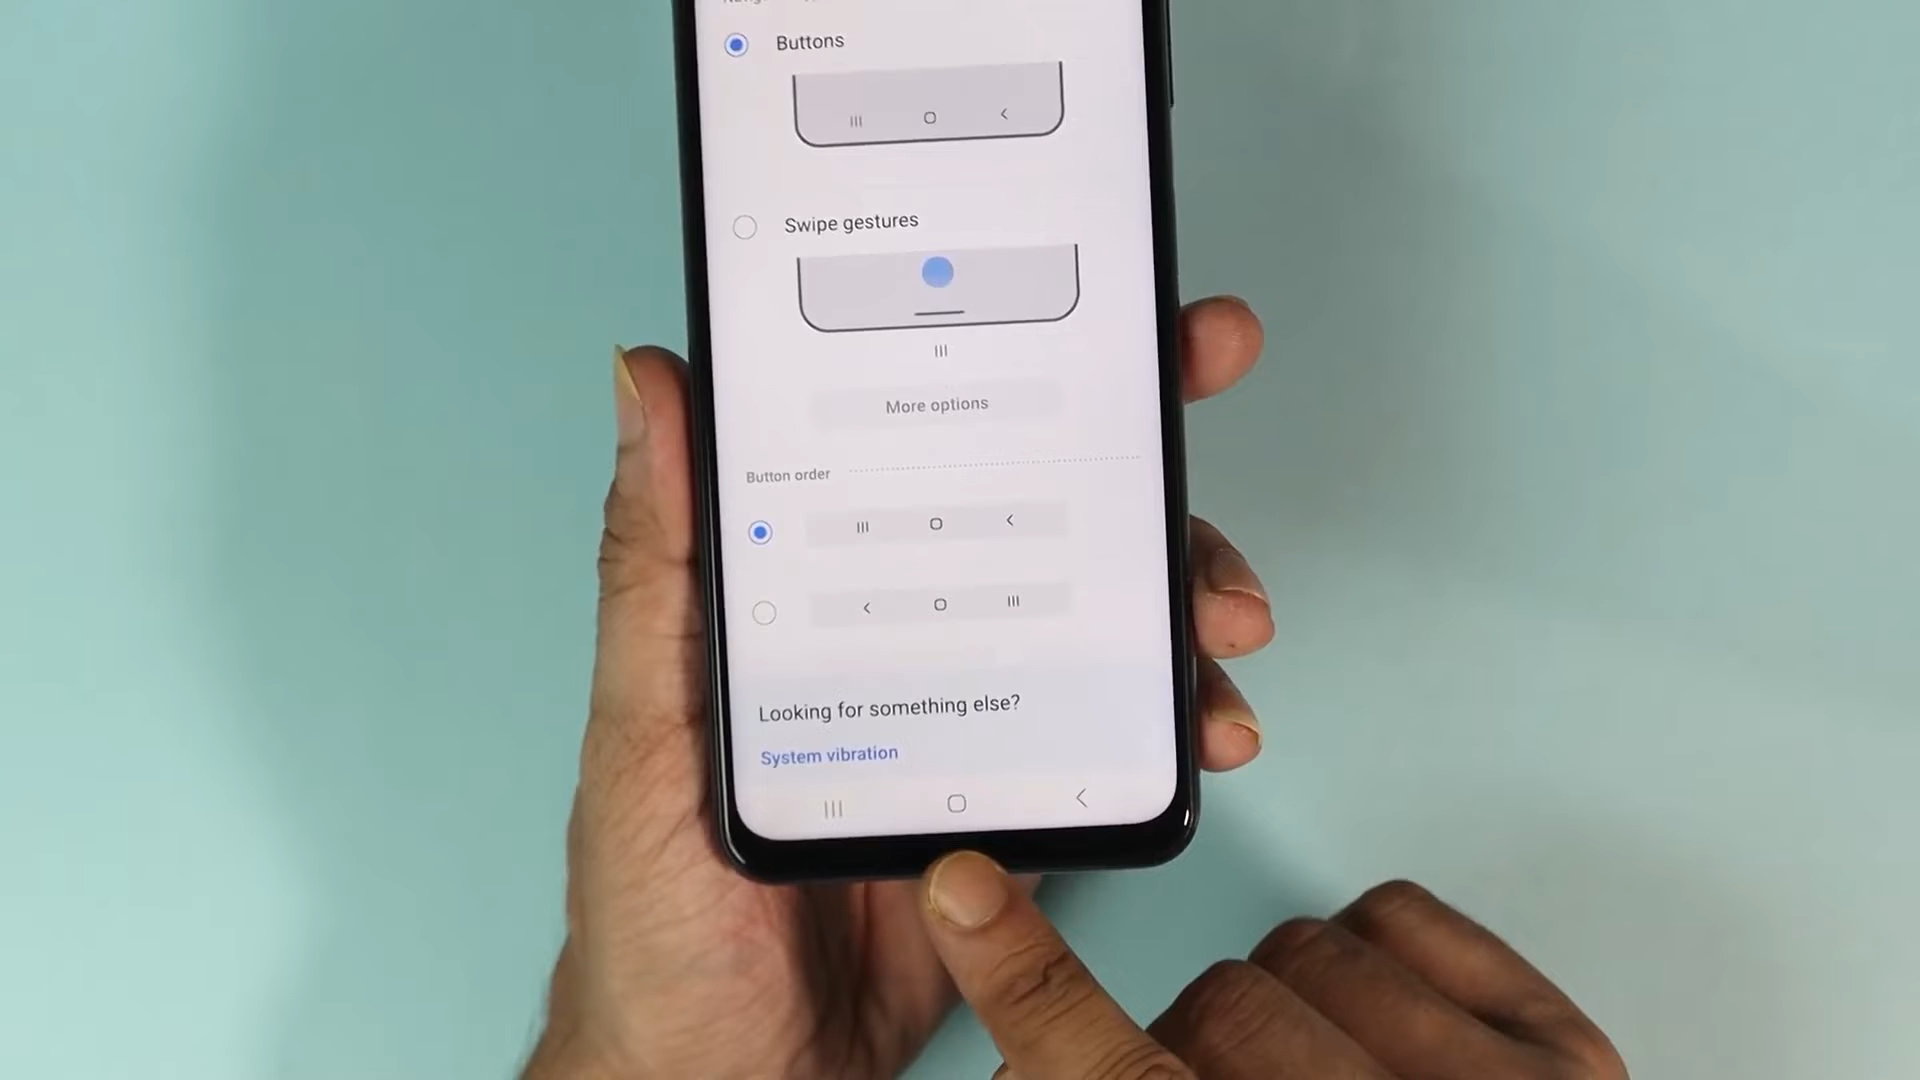 Buttons
Swipe gestures
More options
Button order
Looking for something else?
System vibration